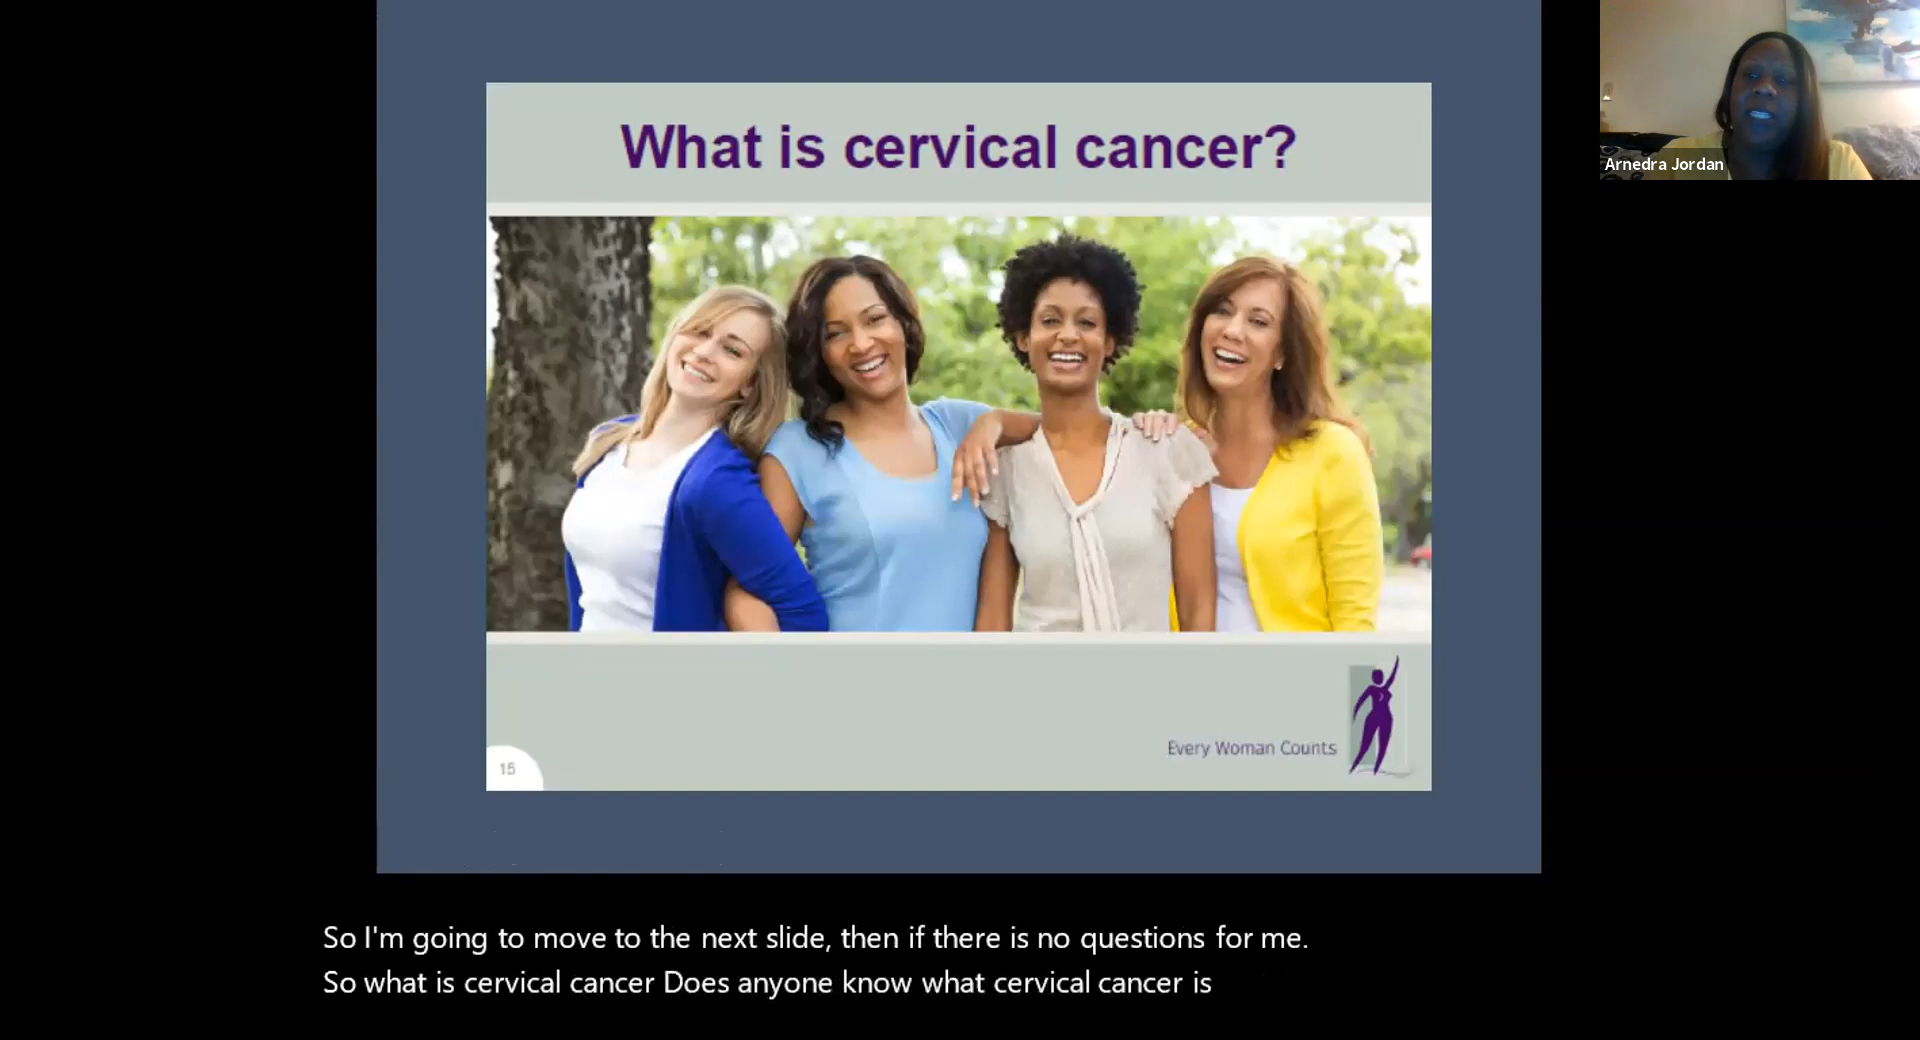 What is cervical cancer?
Arnedra Jordan
Every Woman Counts
15
So I'm going to move to the next slide, then if there is no questions for me.
So what is cervical cancer Does anyone know what cervical cancer is